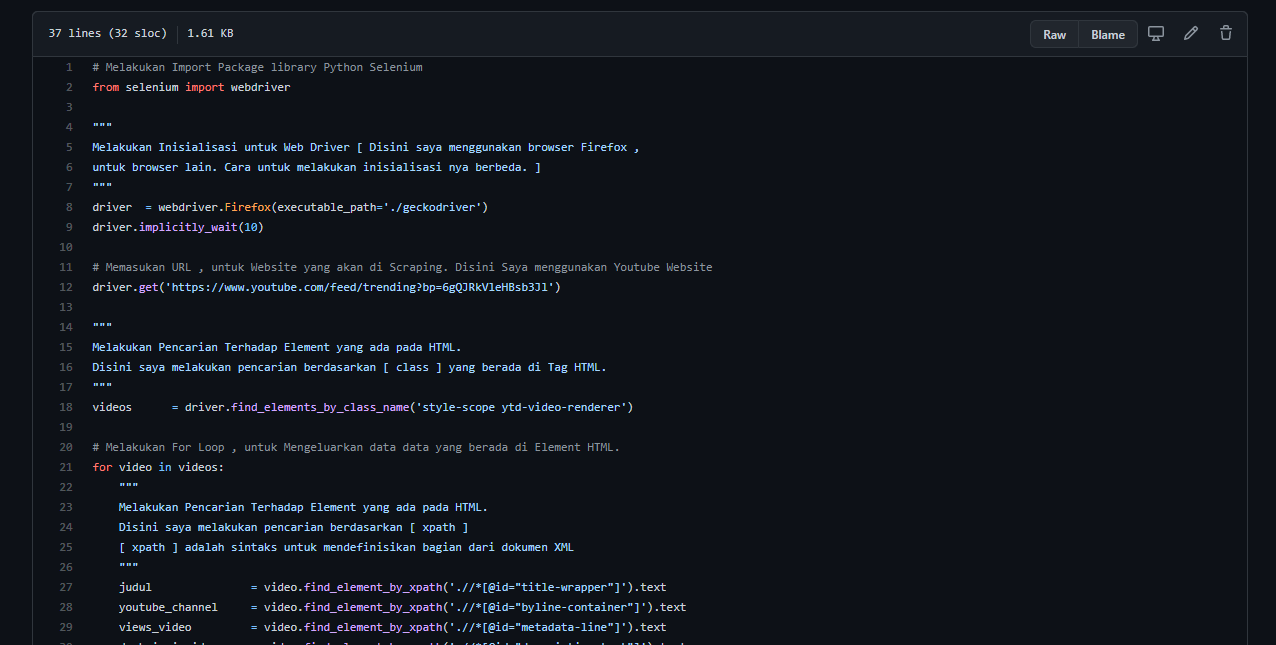 37 lines (32 sloc) 1.61 KB Raw Blame
1 # Melakukan Import Package library Python Selenium
2 from selenium import webdriver
3
4 """
5 Melakukan Inisialisasi untuk Web Driver [ Disini saya menggunakan browser Firefox ,
6 untuk browser lain. Cara untuk melakukan inisialisasi nya berbeda. ]
7 """
8 driver  = webdriver.Firefox(executable_path='./geckodriver')
9 driver.implicitly_wait(10)
10
11 # Memasukan URL , untuk Website yang akan di Scraping. Disini Saya menggunakan Youtube Website
12 driver.get('https://www.youtube.com/feed/trending?bp=6gQJRkVleHBsb3Jl')
13
14 """
15 Melakukan Pencarian Terhadap Element yang ada pada HTML.
16 Disini saya melakukan pencarian berdasarkan [ class ] yang berada di Tag HTML.
17 """
18 videos      = driver.find_elements_by_class_name('style-scope ytd-video-renderer')
19
20 # Melakukan For Loop , untuk Mengeluarkan data data yang berada di Element HTML.
21 for video in videos:
22     """
23     Melakukan Pencarian Terhadap Element yang ada pada HTML.
24     Disini saya melakukan pencarian berdasarkan [ xpath ]
25     [ xpath ] adalah sintaks untuk mendefinisikan bagian dari dokumen XML
26     """
27     judul               = video.find_element_by_xpath('.//*[@id="title-wrapper"]').text
28     youtube_channel     = video.find_element_by_xpath('.//*[@id="byline-container"]').text
29     views_video         = video.find_element_by_xpath('.//*[@id="metadata-line"]').text